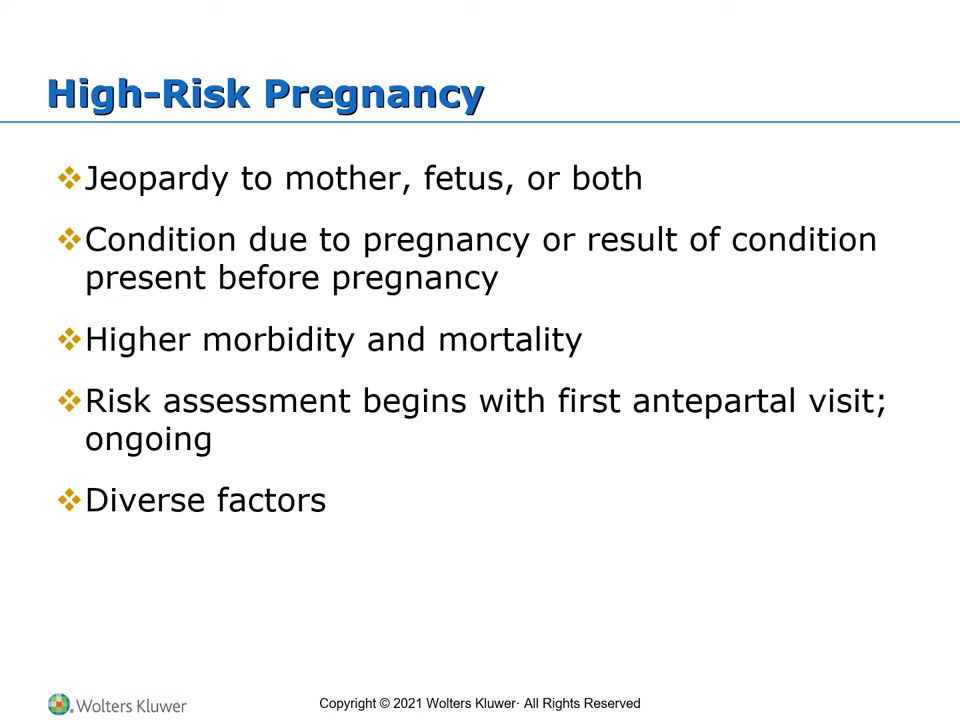 High-Risk Pregnancy
Jeopardy to mother, fetus, or both
Condition due to pregnancy or result of condition
present before pregnancy
Higher morbidity and mortality
Risk assessment begins with first antepartal visit;
ongoing
Diverse factors
Wolters Kluwer
Copyright © 2021 Wolters Kluwer· All Rights Reserved